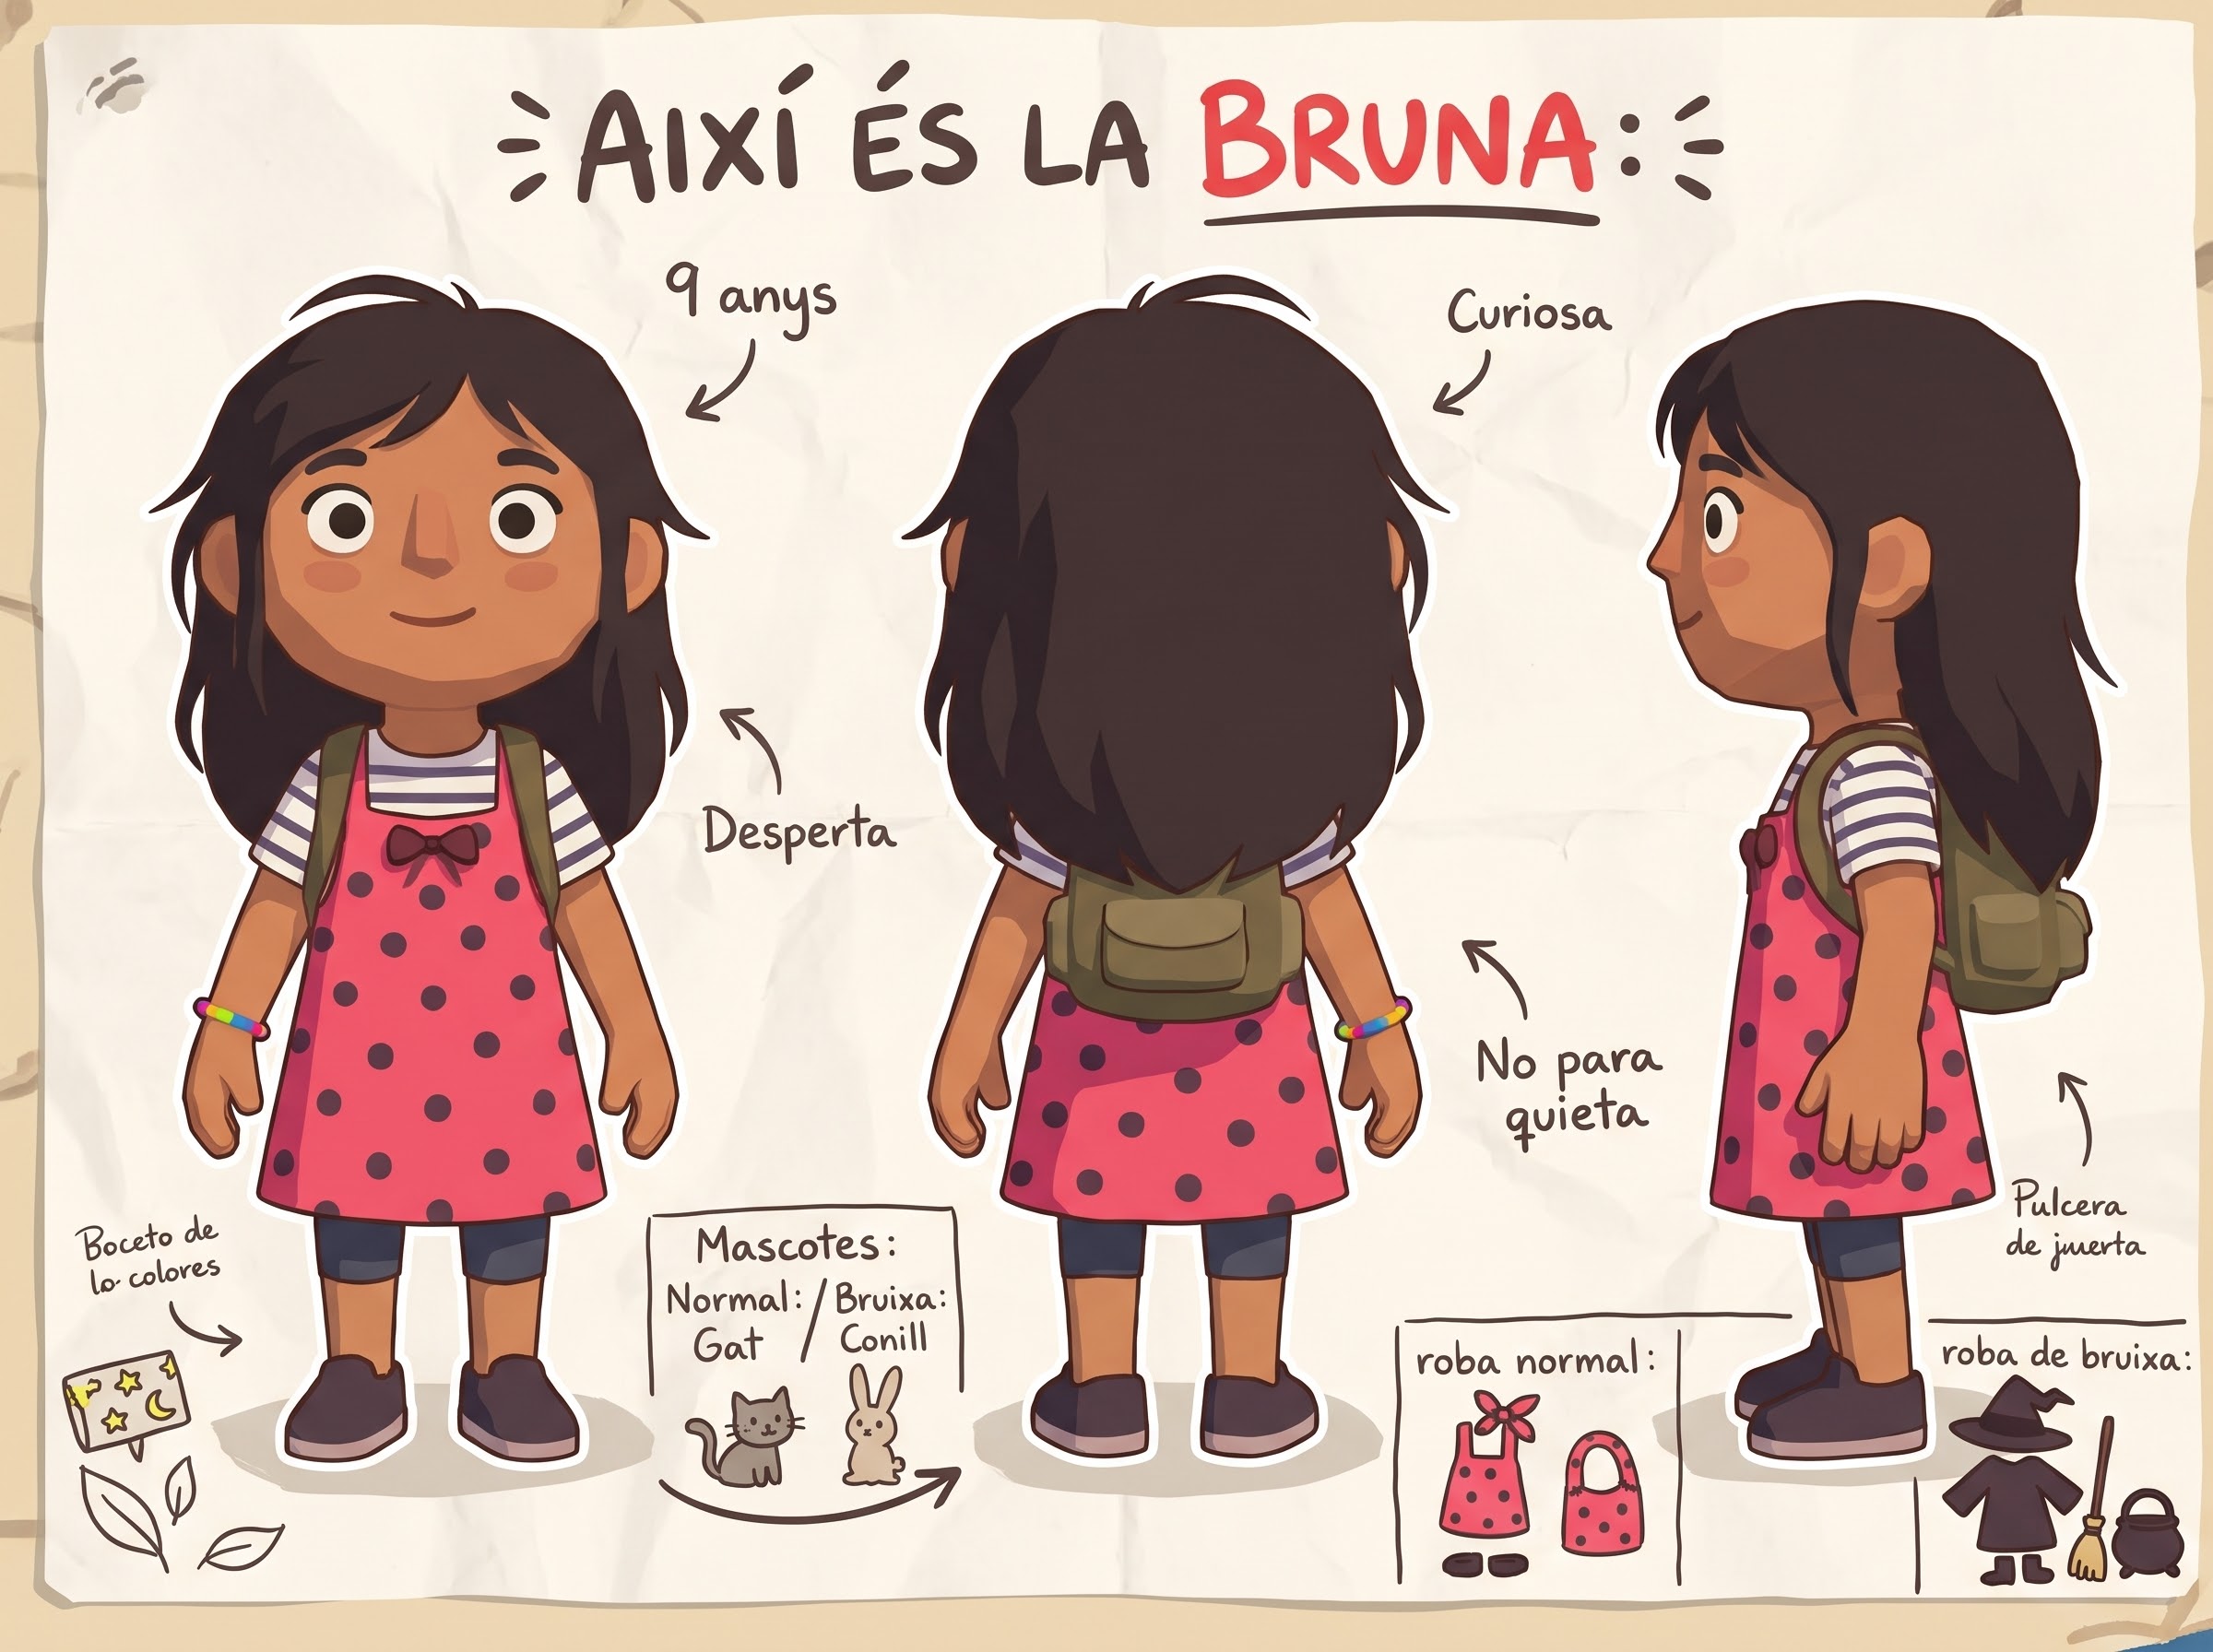 AIXÍ ÉS LA BRUNA:
9 anys
Curiosa
Desperta
No para
quieta
Pulcera
de jmerta
Boceto de
lo colores
Mascotes:
Normal: / Bruixa:
Gat Conill
roba normal:
roba de bruixa: